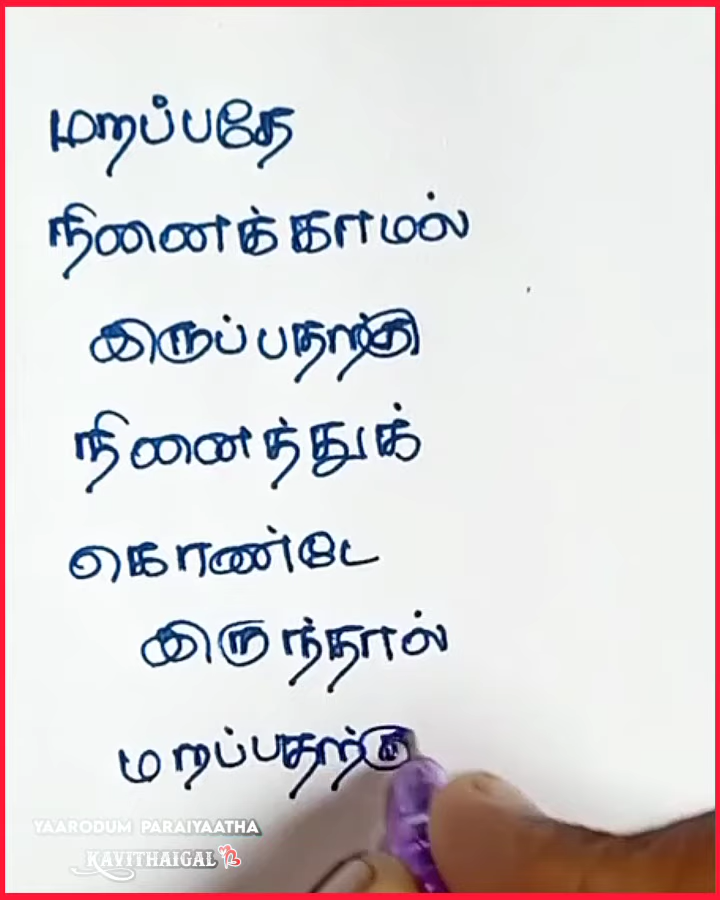 மறப்பதே
நினைக்காமல்
இருப்பதற்கு
நினைத்துக்
கொண்டே
இருந்தால்
மறப்பதற்கு
YAARODUM PARAIYAATHA
KAVITHAIGAL